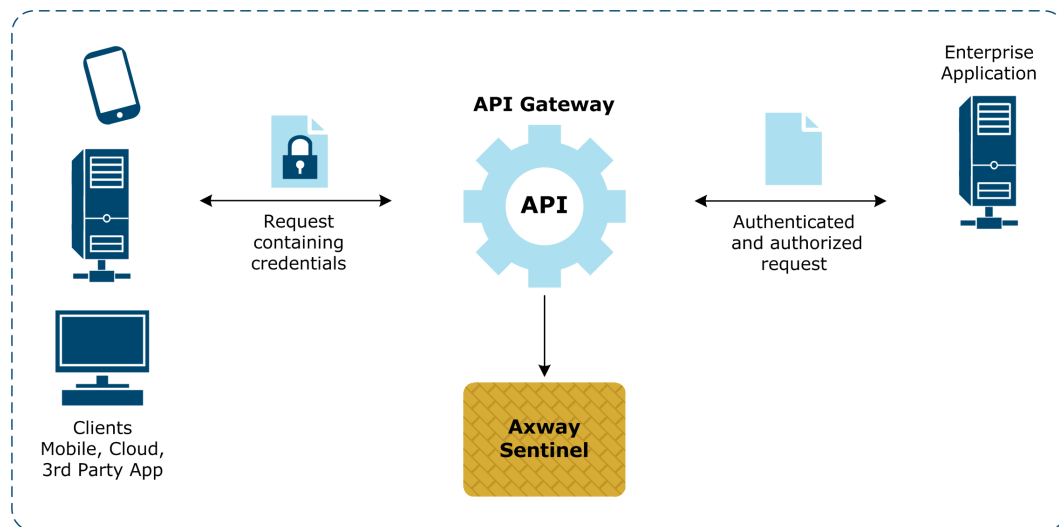 Enterprise
Application
API Gateway
API
Request
containing
credentials
Authenticated
and authorized
request
Axway
Sentinel
Clients
Mobile, Cloud,
3rd Party App